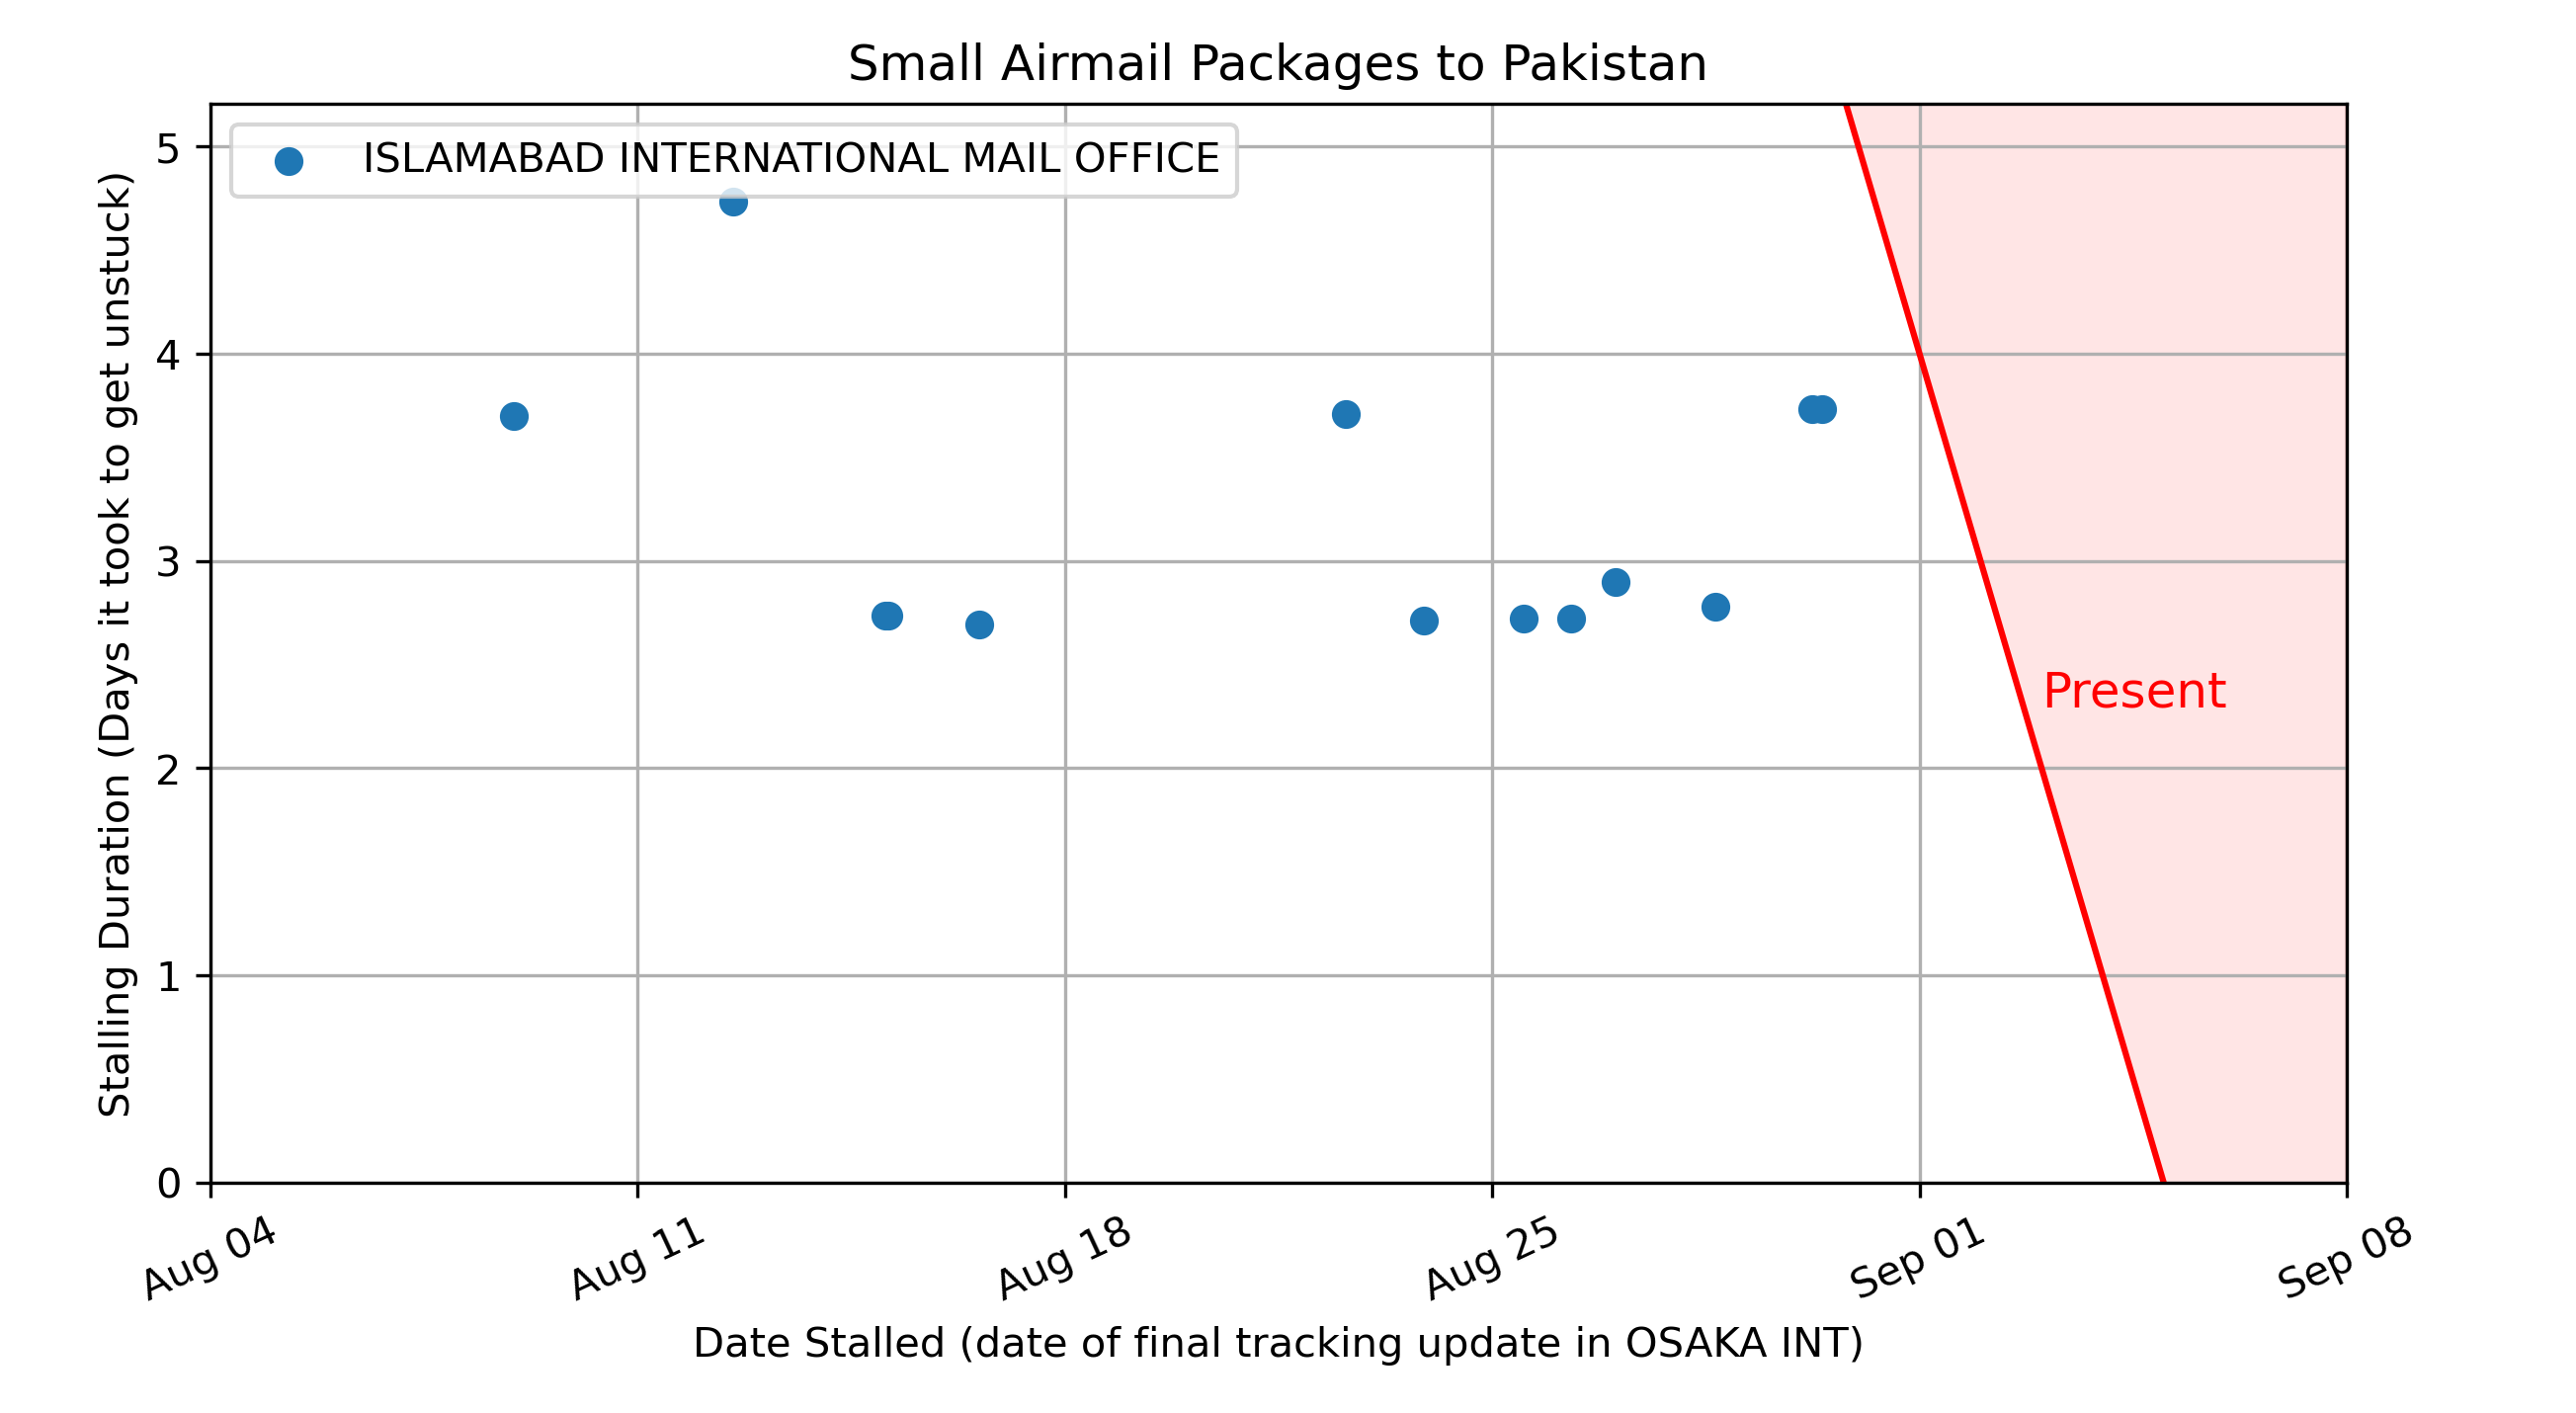 Small Airmail Packages to Pakistan
ISLAMABAD INTERNATIONAL MAIL OFFICE
Stalling Duration (Days it took to get unstuck)
5
4
3
2
1
0
Present
Aug 04
Aug 11
Aug 18
Aug 25
Sep 01
Sep 08
Date Stalled (date of final tracking update in OSAKA INT)